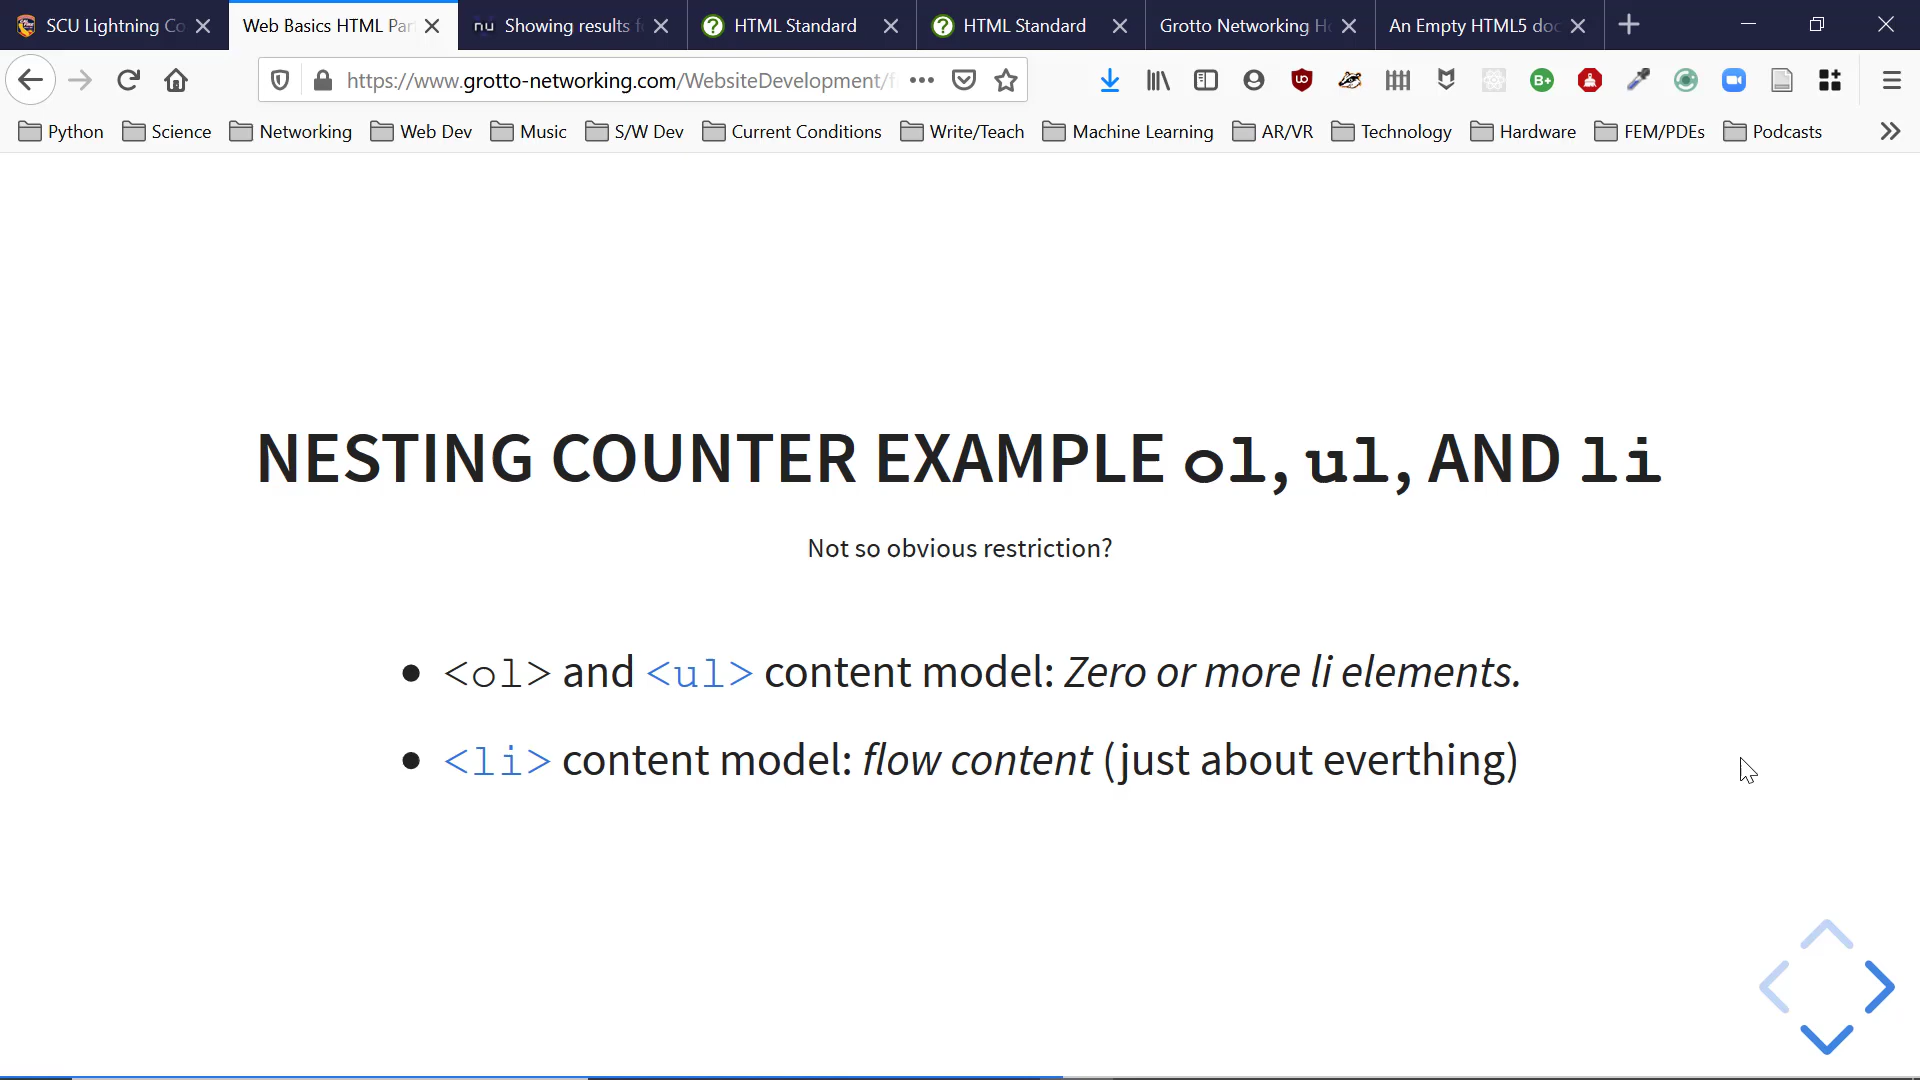 SCU Lightning Co
Web Basics HTML Par
nu Showing results f
HTML Standard
HTML Standard
Grotto Networking H
An Empty HTML5 doc
https://www.grotto-networking.com/WebsiteDevelopment/f
Python
Science
Networking
Web Dev
Music
S/W Dev
Current Conditions
Write/Teach
Machine Learning
AR/VR
Technology
Hardware
FEM/PDEs
Podcasts
NESTING COUNTER EXAMPLE ol, ul, AND li
Not so obvious restriction?
• <ol> and <ul> content model: Zero or more li elements.
• <li> content model: flow content (just about everthing)